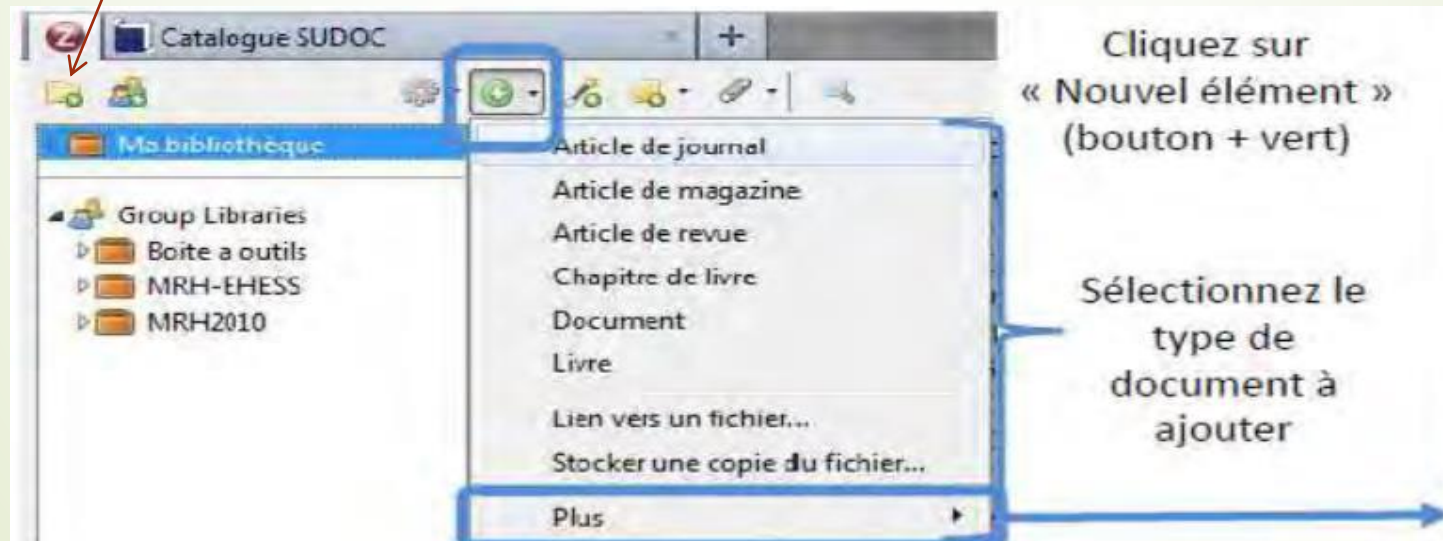 Catalogue SUDOC
Ma bibliothèque
Group Libraries
Boite a outils
MRH-EHESS
MRH2010
Article de journal
Article de magazine
Article de revue
Chapitre de livre
Document
Livre
Lien vers un fichier...
Stocker une copie du fichier...
Plus
Cliquez sur
« Nouvel élément »
(bouton + vert)
Sélectionnez le
type de
document à
ajouter